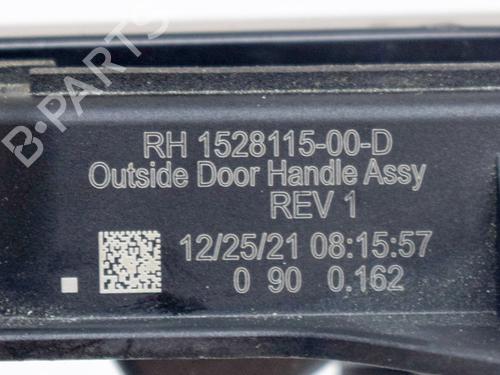 B-PARTS
RH 1528115-00-D
Outside Door Handle Assy
REV 1
12/25/21 08:15:57
0 90 0.162